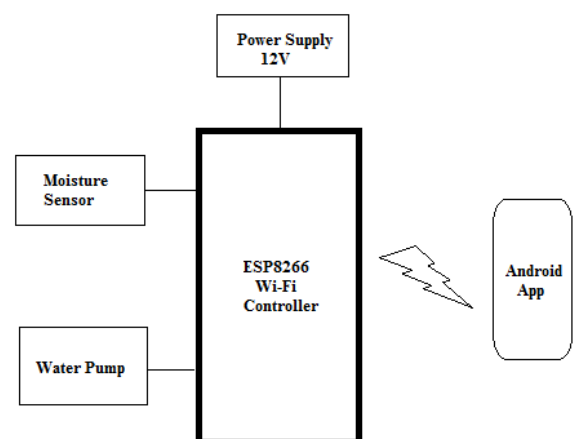 Power Supply
12V
Moisture
Sensor
ESP8266
Wi-Fi
Controller
Android
App
Water Pump